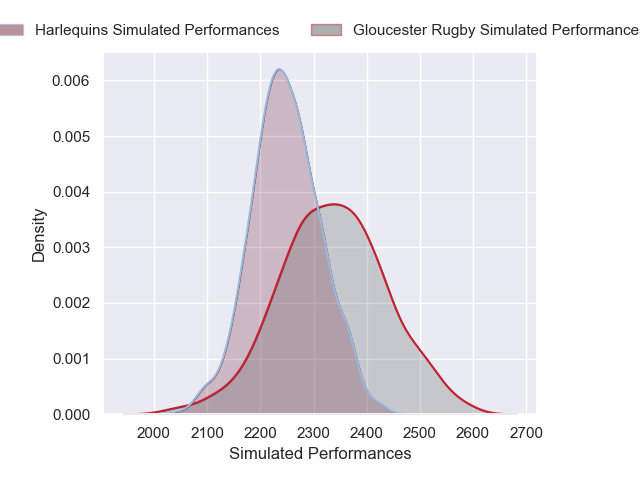 Harlequins Simulated Performances Gloucester Rugby Simulated Performance
0.006
0.005
0.004
0.003
0.002
0.001
0.000
Density
2000 2100 2200 2300 2400 2500 2600 2700
Simulated Performances